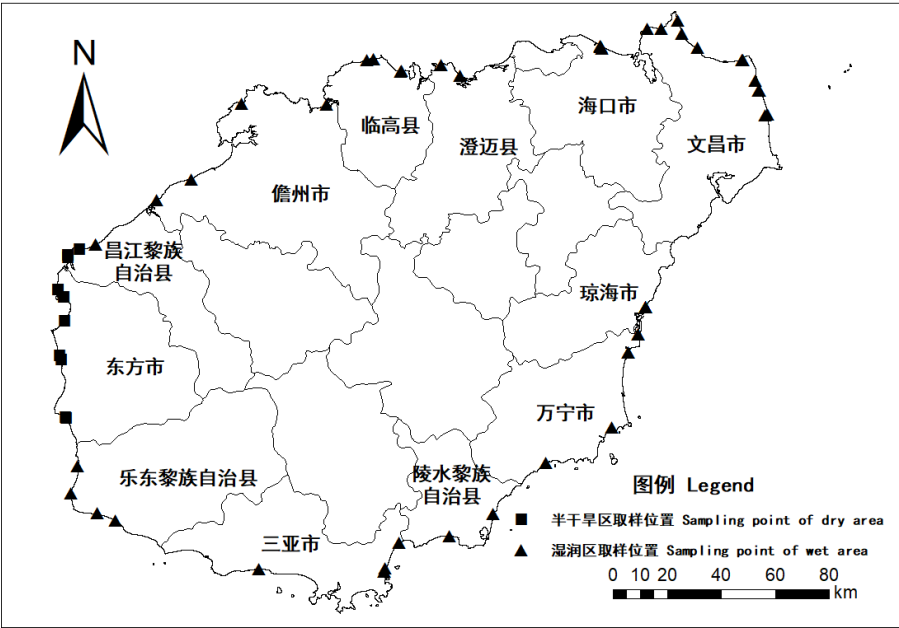 N
海口市
临高县
澄迈县
文昌市
儋州市
昌江黎族
自治县
琼海市
东方市
万宁市
乐东黎族自治县
陵水黎族
自治县
三亚市
图例 Legend
半干旱区取样位置 Sampling point of dry area
湿润区取样位置 Sampling point of wet area
0 10 20 40 60 80
km